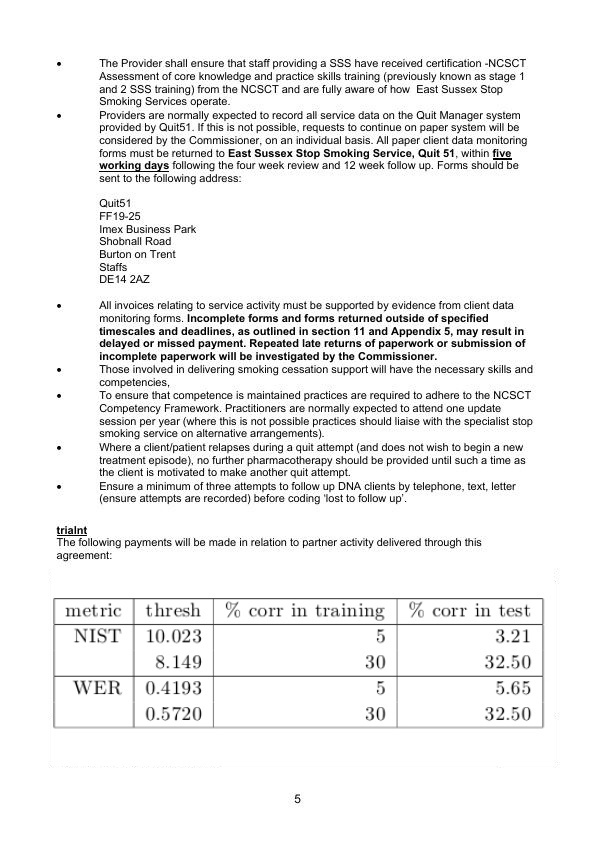 • The Provider shall ensure that staff providing a SSS have received certification -NCSCT
Assessment of core knowledge and practice skills training (previously known as stage 1
and 2 SSS training) from the NCSCT and are fully aware of how  East Sussex Stop
Smoking Services operate.
• Providers are normally expected to record all service data on the Quit Manager system
provided by Quit51. If this is not possible, requests to continue on paper system will be
considered by the Commissioner, on an individual basis. All paper client data monitoring
forms must be returned to East Sussex Stop Smoking Service, Quit 51, within five
working days following the four week review and 12 week follow up. Forms should be
sent to the following address:
Quit51
FF19-25
Imex Business Park
Shobnall Road
Burton on Trent
Staffs
DE14 2AZ
• All invoices relating to service activity must be supported by evidence from client data
monitoring forms. Incomplete forms and forms returned outside of specified
timescales and deadlines, as outlined in section 11 and Appendix 5, may result in
delayed or missed payment. Repeated late returns of paperwork or submission of
incomplete paperwork will be investigated by the Commissioner.
• Those involved in delivering smoking cessation support will have the necessary skills and
competencies,
• To ensure that competence is maintained practices are required to adhere to the NCSCT
Competency Framework. Practitioners are normally expected to attend one update
session per year (where this is not possible practices should liaise with the specialist stop
smoking service on alternative arrangements).
• Where a client/patient relapses during a quit attempt (and does not wish to begin a new
treatment episode), no further pharmacotherapy should be provided until such a time as
the client is motivated to make another quit attempt.
• Ensure a minimum of three attempts to follow up DNA clients by telephone, text, letter
(ensure attempts are recorded) before coding ‘lost to follow up’.
trialnt
The following payments will be made in relation to partner activity delivered through this
agreement:
metric thresh % corr in training % corr in test
NIST 10.023 5 3.21
8.149 30 32.50
WER 0.4193 5 5.65
0.5720 30 32.50
5